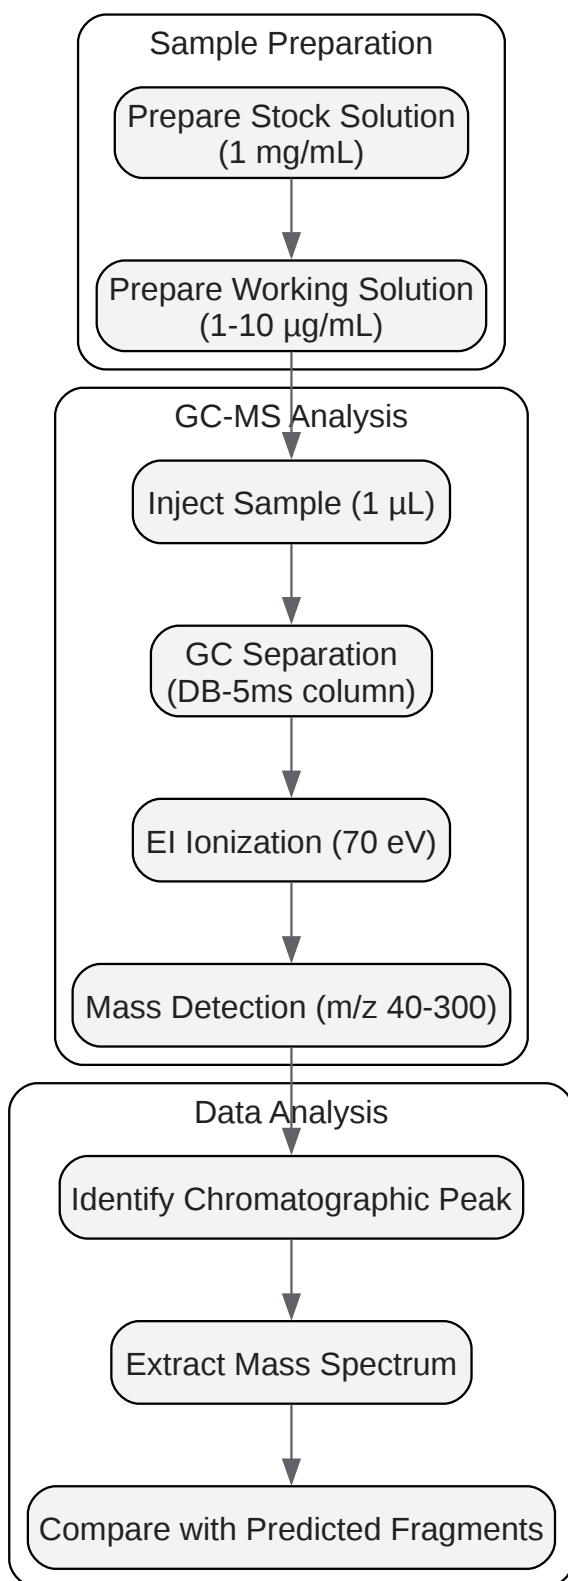 Sample Preparation
Prepare Stock Solution
(1 mg/mL)
Prepare Working Solution
(1-10 µg/mL)
GC-MS Analysis
Inject Sample (1 µL)
GC Separation
(DB-5ms column)
EI Ionization (70 eV)
Mass Detection (m/z 40-300)
Data Analysis
Identify Chromatographic Peak
Extract Mass Spectrum
Compare with Predicted Fragments